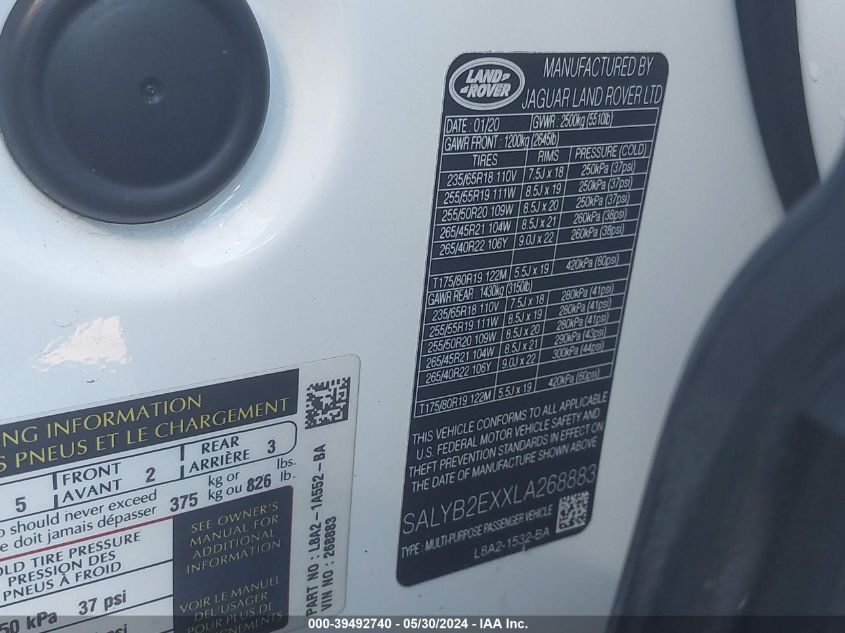 LAND
ROVER
MANUFACTURED BY
JAGUAR LAND ROVER LTD
DATE : 01/20 GVWR : 2500kg (5510lb)
GAWR FRONT : 1200kg (2645lb)
TIRES RIMS PRESSURE (COLD)
235/65R18 110V 7.5J x 18 250kPa (37psi)
255/55R19 111W 8.5J x 19 250kPa (37psi)
255/50R20 109W 8.5J x 20 250kPa (37psi)
265/45R21 104W 8.5J x 21 260kPa (38psi)
265/40R22 106Y 9.0J x 22 260kPa (38psi)
T175/80R19 122M 5.5J x 19 420kPa (60psi)
GAWR REAR : 1430kg (3150lb)
235/65R18 110V 7.5J x 18 280kPa (41psi)
255/55R19 111W 8.5J x 19 280kPa (41psi)
255/50R20 109W 8.5J x 20 280kPa (41psi)
265/45R21 104W 8.5J x 21 290kPa (43psi)
265/40R22 106Y 9.0J x 22 300kPa (44psi)
T175/80R19 122M 5.5J x 19 420kPa (60psi)
THIS VEHICLE CONFORMS TO ALL APPLICABLE
U.S. FEDERAL MOTOR VEHICLE SAFETY AND
THEFT PREVENTION STANDARDS IN EFFECT
ON THE DATE OF MANUFACTURE SHOWN ABOVE.
SALYB2EXXLA268883
TYPE : MULTI-PURPOSE PASSENGER VEHICLE
L8A2-1532-BA
ING INFORMATION
S PNEUS ET LE CHARGEMENT
5 FRONT AVANT 2 REAR ARRIÈRE 3
should never exceed 375 kg or 826 lbs.
e doit jamais dépasser kg ou lb.
OLD TIRE PRESSURE
PRESSION DES
PNEUS À FROID
50 kPa 37 psi
SEE OWNER'S
MANUAL FOR
ADDITIONAL
INFORMATION
VOIR LE MANUEL
DEL'USAGER
POUR PLUS DE
PART NO : L8A2-1A552-BA
VIN NO : 268883
000-39492740 - 05/30/2024 - IAA Inc.